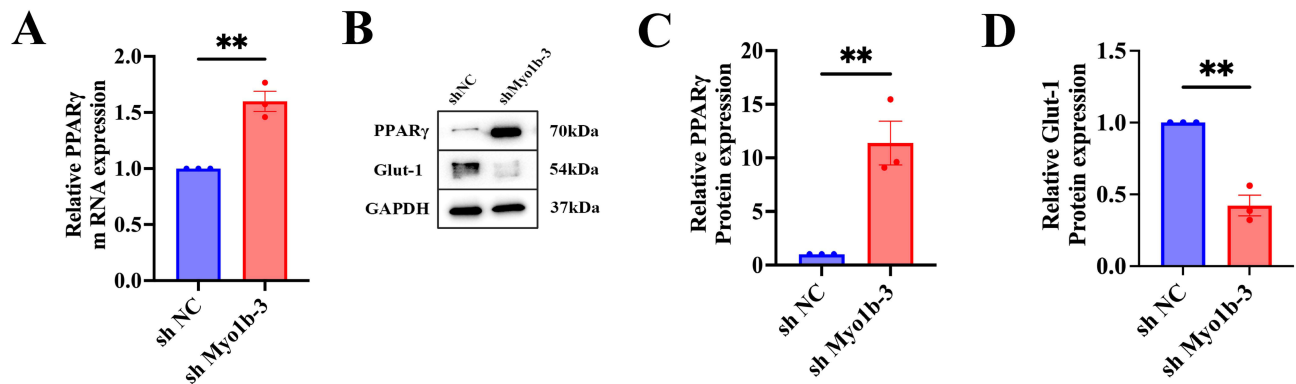 A
Relative PPARγ
m RNA expression
2.0
1.5
1.0
0.5
0.0
**
sh NC
sh Myo1b-3
B
shNC
shMyo1b-3
PPARγ
70kDa
Glut-1
54kDa
GAPDH
37kDa
C
Relative PPARγ
Protein expression
20
15
10
5
0
**
sh NC
sh Myo1b-3
D
Relative Glut-1
Protein expression
1.5
1.0
0.5
0.0
**
sh NC
sh Myo1b-3